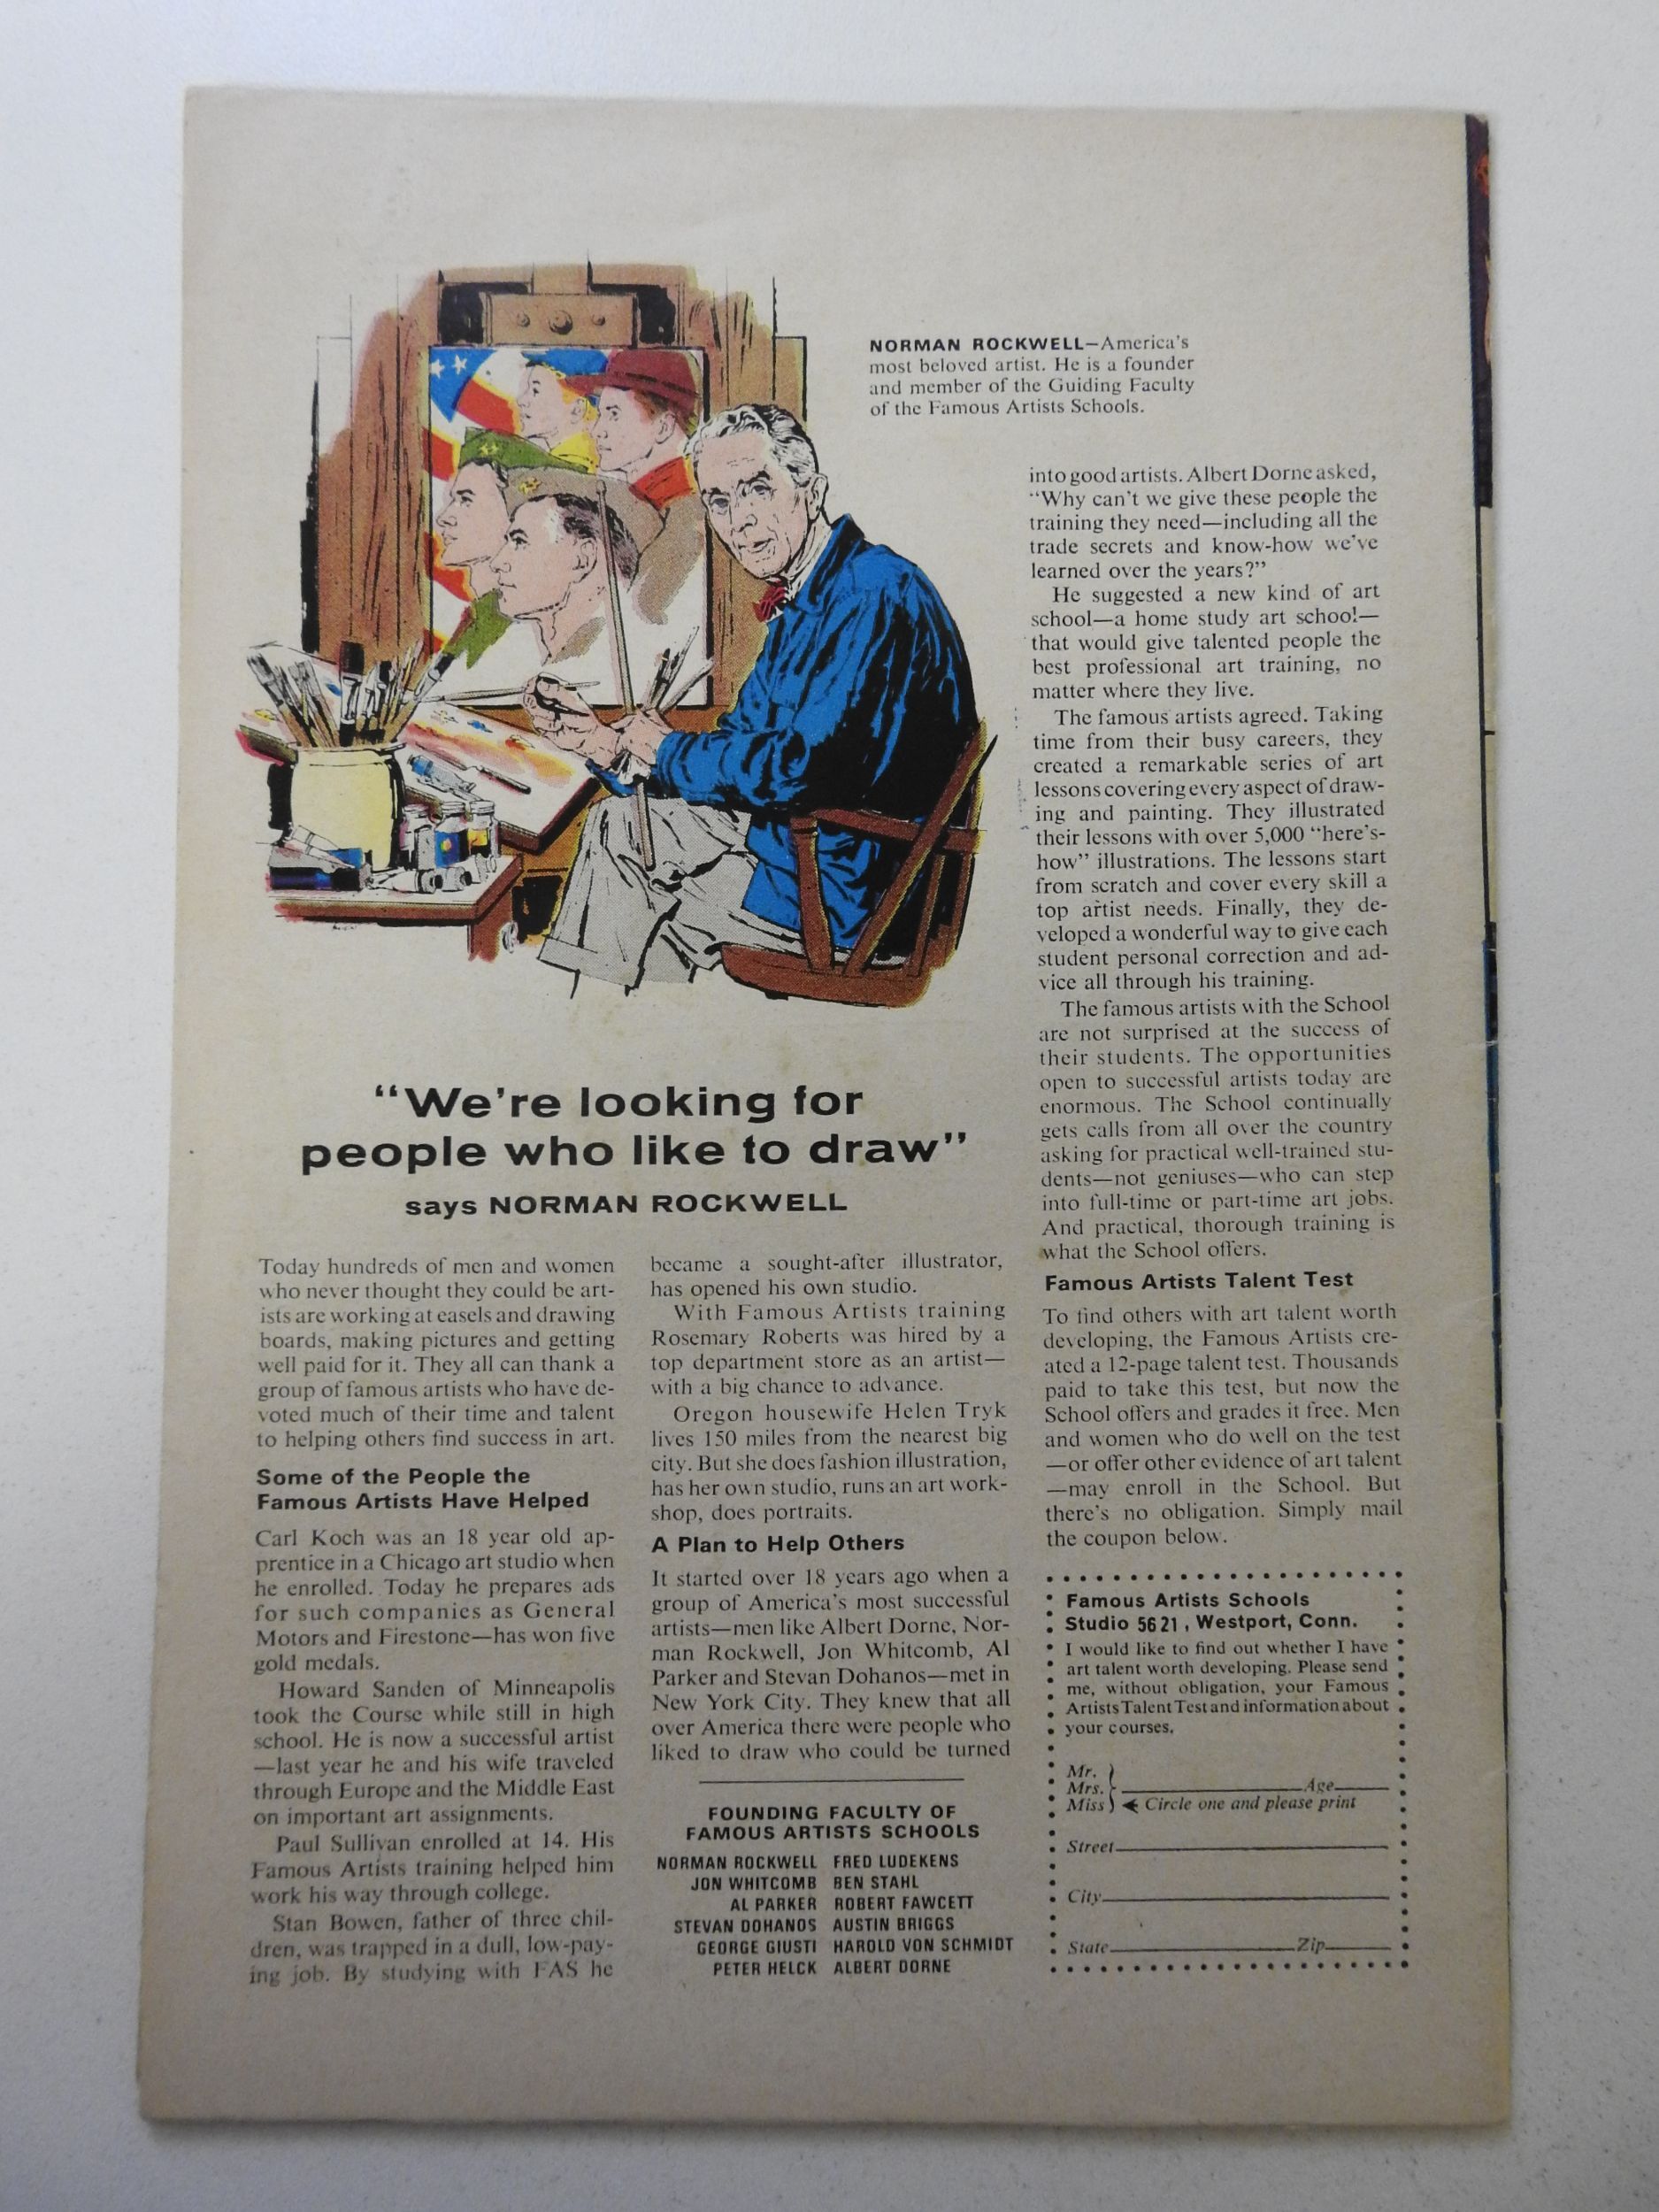 NORMAN ROCKWELL—America's
most beloved artist. He is a founder
and member of the Guiding Faculty
of the Famous Artists Schools.
"We're looking for
people who like to draw"
says NORMAN ROCKWELL
Today hundreds of men and women
who never thought they could be art-
ists are working at easels and drawing
boards, making pictures and getting
well paid for it. They all can thank a
group of famous artists who have de-
voted much of their time and talent
to helping others find success in art.
Some of the People the
Famous Artists Have Helped
Carl Koch was an 18 year old ap-
prentice in a Chicago art studio when
he enrolled. Today he prepares ads
for such companies as General
Motors and Firestone—has won five
gold medals.
Howard Sanden of Minneapolis
took the Course while still in high
school. He is now a successful artist
—last year he and his wife traveled
through Europe and the Middle East
on important art assignments.
Paul Sullivan enrolled at 14. His
Famous Artists training helped him
work his way through college.
Stan Bowen, father of three chil-
dren, was trapped in a dull, low-pay-
ing job. By studying with FAS he
became a sought-after illustrator,
has opened his own studio.
With Famous Artists training
Rosemary Roberts was hired by a
top department store as an artist—
with a big chance to advance.
Oregon housewife Helen Tryk
lives 150 miles from the nearest big
city. But she does fashion illustration,
has her own studio, runs an art work-
shop, does portraits.
A Plan to Help Others
It started over 18 years ago when a
group of America's most successful
artists—men like Albert Dorne, Nor-
man Rockwell, Jon Whitcomb, Al
Parker and Stevan Dohanos—met in
New York City. They knew that all
over America there were people who
liked to draw who could be turned
FOUNDING FACULTY OF
FAMOUS ARTISTS SCHOOLS
NORMAN ROCKWELL FRED LUDEKENS
JON WHITCOMB BEN STAHL
AL PARKER ROBERT FAWCETT
STEVAN DOHANOS AUSTIN BRIGGS
GEORGE GIUSTI HAROLD VON SCHMIDT
PETER HELCK ALBERT DORNE
into good artists. Albert Dorne asked,
"Why can't we give these people the
training they need—including all the
trade secrets and know-how we've
learned over the years?"
He suggested a new kind of art
school—a home study art school—
that would give talented people the
best professional art training, no
matter where they live.
The famous artists agreed. Taking
time from their busy careers, they
created a remarkable series of art
lessons covering every aspect of draw-
ing and painting. They illustrated
their lessons with over 5,000 "here's-
how" illustrations. The lessons start
from scratch and cover every skill a
top artist needs. Finally, they de-
veloped a wonderful way to give each
student personal correction and ad-
vice all through his training.
The famous artists with the School
are not surprised at the success of
their students. The opportunities
open to successful artists today are
enormous. The School continually
gets calls from all over the country
asking for practical well-trained stu-
dents—not geniuses—who can step
into full-time or part-time art jobs.
And practical, thorough training is
what the School offers.
Famous Artists Talent Test
To find others with art talent worth
developing, the Famous Artists cre-
ated a 12-page talent test. Thousands
paid to take this test, but now the
School offers and grades it free. Men
and women who do well on the test
—or offer other evidence of art talent
—may enroll in the School. But
there's no obligation. Simply mail
the coupon below.
Famous Artists Schools
Studio 5621, Westport, Conn.
I would like to find out whether I have
art talent worth developing. Please send
me, without obligation, your Famous
Artists Talent Test and information about
your courses.
Mr.
Mrs. Age
Miss Circle one and please print
Street
City
State Zip